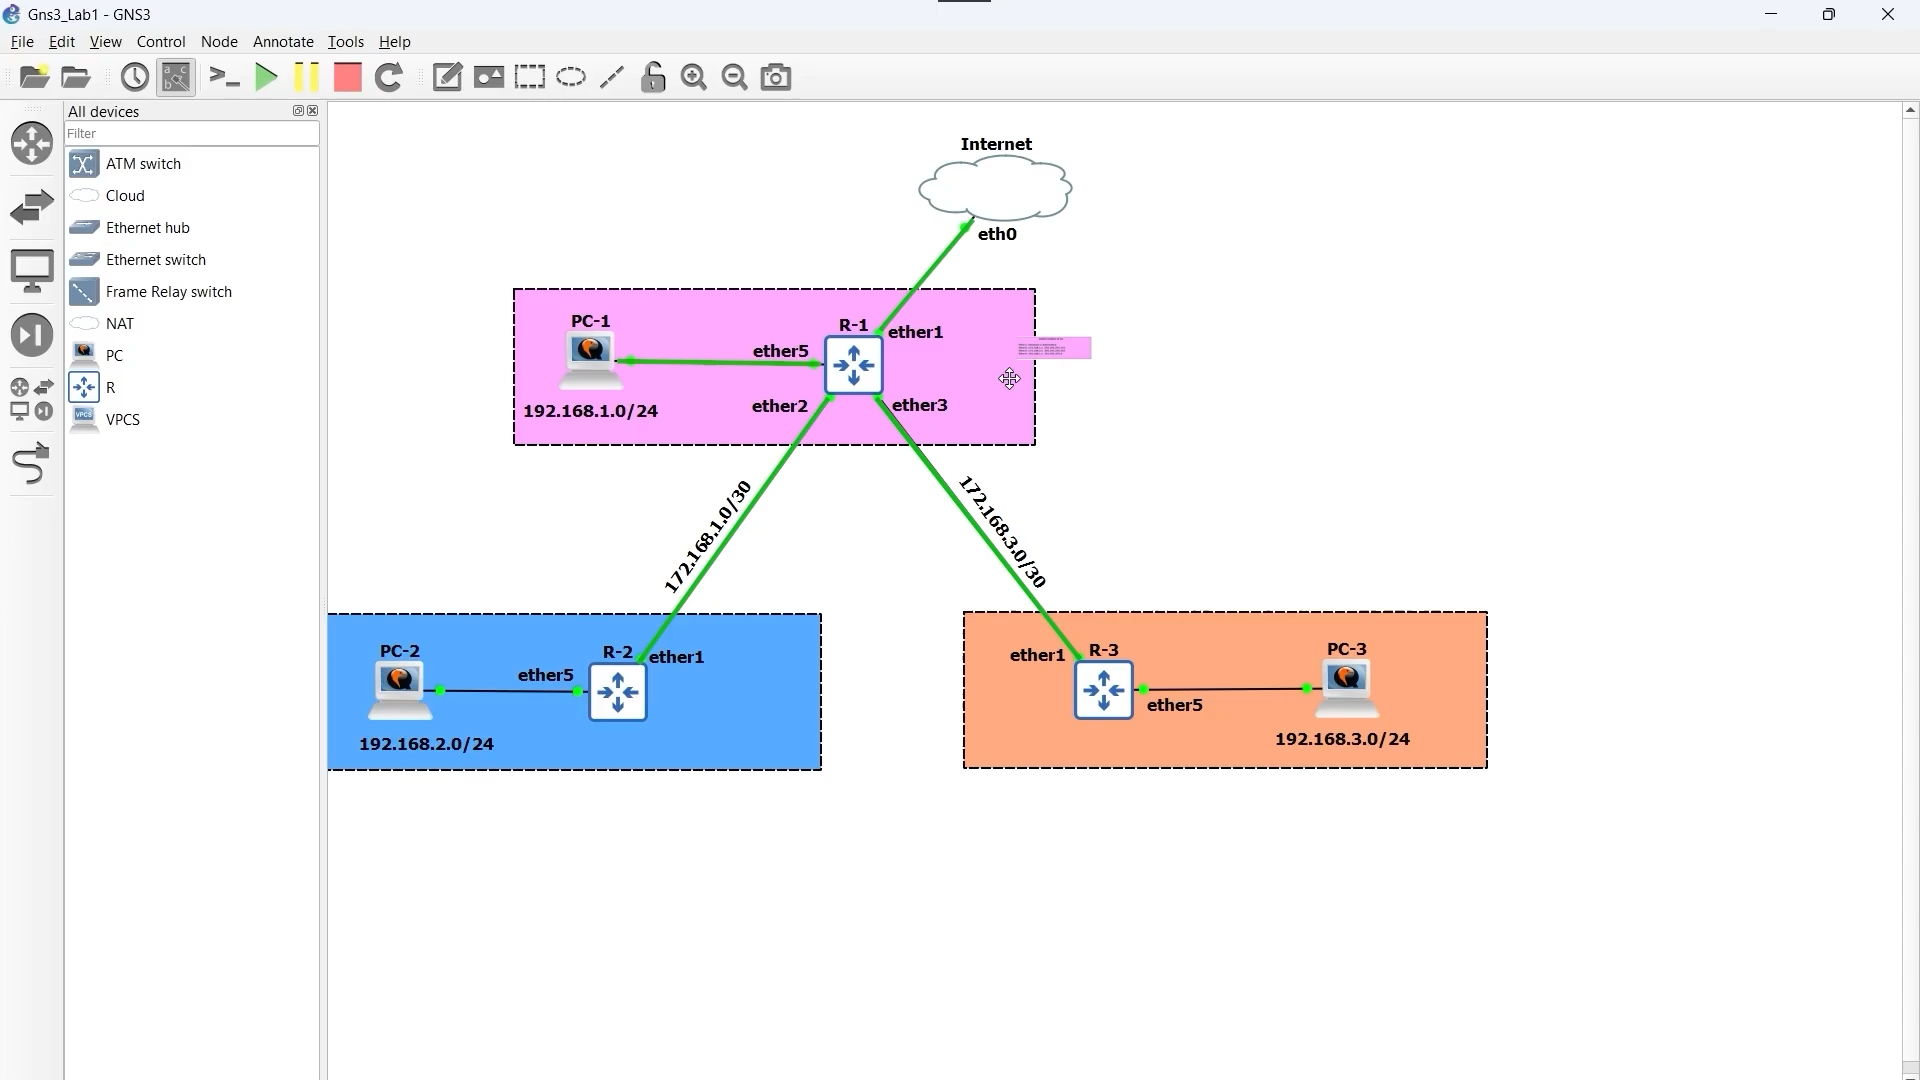 Gns3_Lab1 - GNS3
File Edit View Control Node Annotate Tools Help
All devices
Filter
ATM switch
Cloud
Ethernet hub
Ethernet switch
Frame Relay switch
NAT
PC
R
VPCS
Internet
eth0
PC-1
R-1
ether1
ether5
192.168.1.0/24
ether2
ether3
172.168.1.0/30
172.168.3.0/30
PC-2
R-2
ether1
ether5
192.168.2.0/24
ether1
R-3
PC-3
ether5
192.168.3.0/24